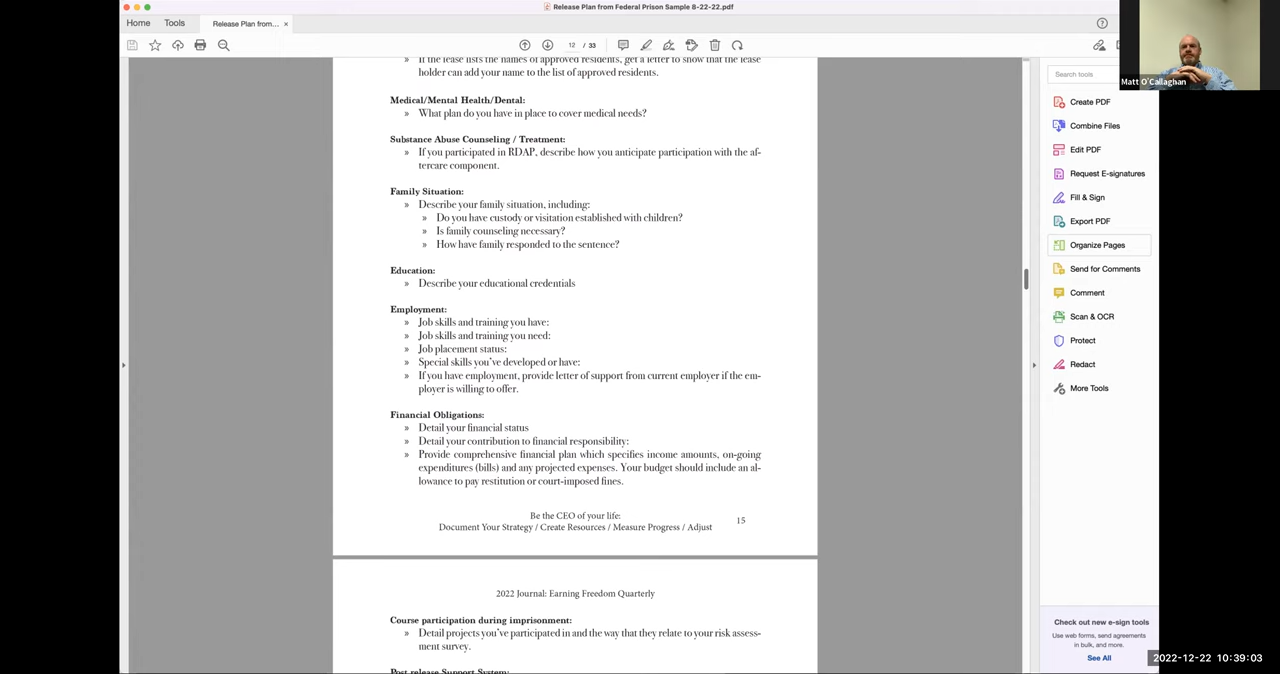 Release Plan from Federal Prison Sample 8-22-22.pdf
Home Tools Release Plan from... ×
12 / 33
If the lease lists the names of approved residents, get a letter to show that the lease
holder can add your name to the list of approved residents.
Medical/Mental Health/Dental:
» What plan do you have in place to cover medical needs?
Substance Abuse Counseling / Treatment:
» If you participated in RDAP, describe how you anticipate participation with the af-
tercare component.
Family Situation:
» Describe your family situation, including:
» Do you have custody or visitation established with children?
» Is family counseling necessary?
» How have family responded to the sentence?
Education:
» Describe your educational credentials
Employment:
» Job skills and training you have:
» Job skills and training you need:
» Job placement status:
» Special skills you've developed or have:
» If you have employment, provide letter of support from current employer if the em-
ployer is willing to offer.
Financial Obligations:
» Detail your financial status
» Detail your contribution to financial responsibility:
» Provide comprehensive financial plan which specifies income amounts, on-going
expenditures (bills) and any projected expenses. Your budget should include an al-
lowance to pay restitution or court-imposed fines.
Be the CEO of your life:
15
Document Your Strategy / Create Resources / Measure Progress / Adjust
2022 Journal: Earning Freedom Quarterly
Course participation during imprisonment:
» Detail projects you've participated in and the way that they relate to your risk assess-
ment survey.
Post release Support System:
Matt O'Callaghan
Search tools
Create PDF
Combine Files
Edit PDF
Request E-signatures
Fill & Sign
Export PDF
Organize Pages
Send for Comments
Comment
Scan & OCR
Protect
Redact
More Tools
Check out new e-sign tools
Use web forms, send agreements
in bulk, and more.
See All
2022-12-22 10:39:03